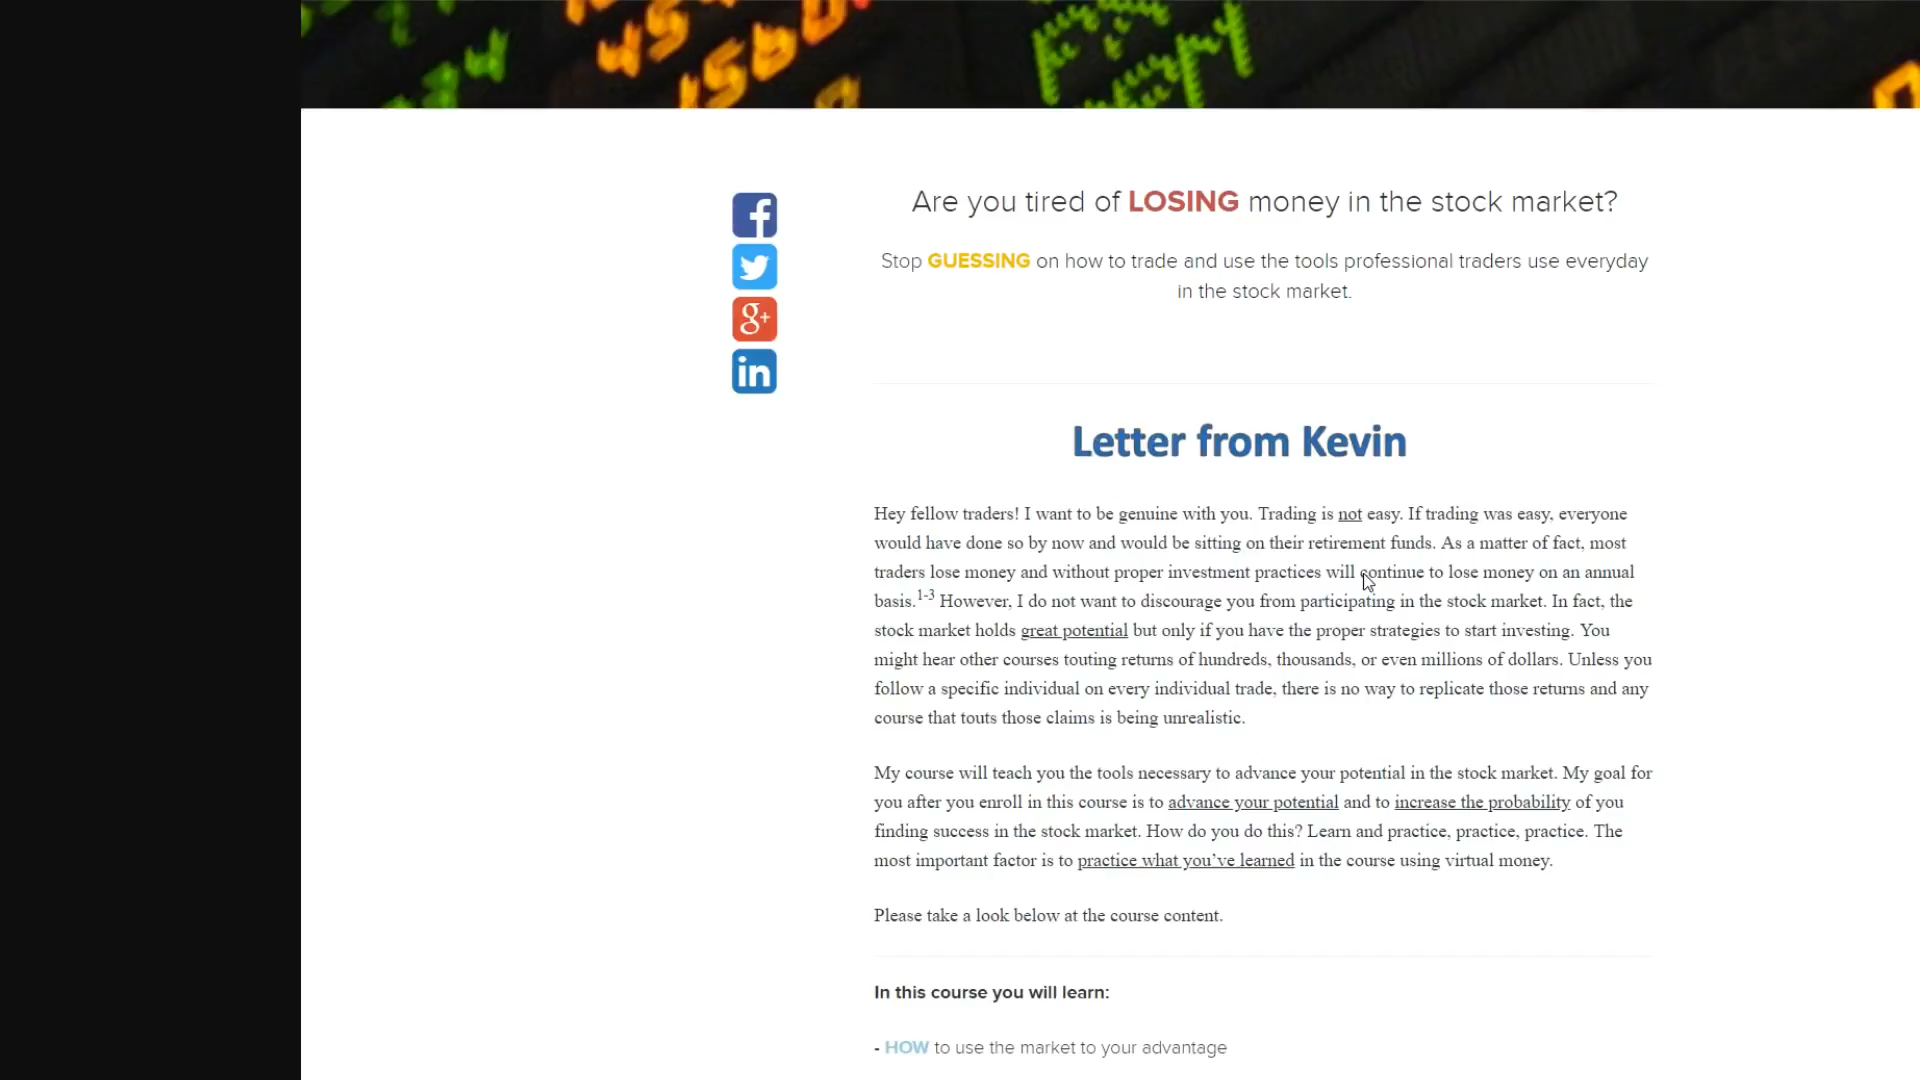 Are you tired of LOSING money in the stock market?
Stop GUESSING on how to trade and use the tools professional traders use everyday
in the stock market.
f
g+
in
Letter from Kevin
Hey fellow traders! I want to be genuine with you. Trading is not easy. If trading was easy, everyone
would have done so by now and would be sitting on their retirement funds. As a matter of fact, most
traders lose money and without proper investment practices will continue to lose money on an annual
basis.1-3 However, I do not want to discourage you from participating in the stock market. In fact, the
stock market holds great potential but only if you have the proper strategies to start investing. You
might hear other courses touting returns of hundreds, thousands, or even millions of dollars. Unless you
follow a specific individual on every individual trade, there is no way to replicate those returns and any
course that touts those claims is being unrealistic.
My course will teach you the tools necessary to advance your potential in the stock market. My goal for
you after you enroll in this course is to advance your potential and to increase the probability of you
finding success in the stock market. How do you do this? Learn and practice, practice, practice. The
most important factor is to practice what you’ve learned in the course using virtual money.
Please take a look below at the course content.
In this course you will learn:
- HOW to use the market to your advantage